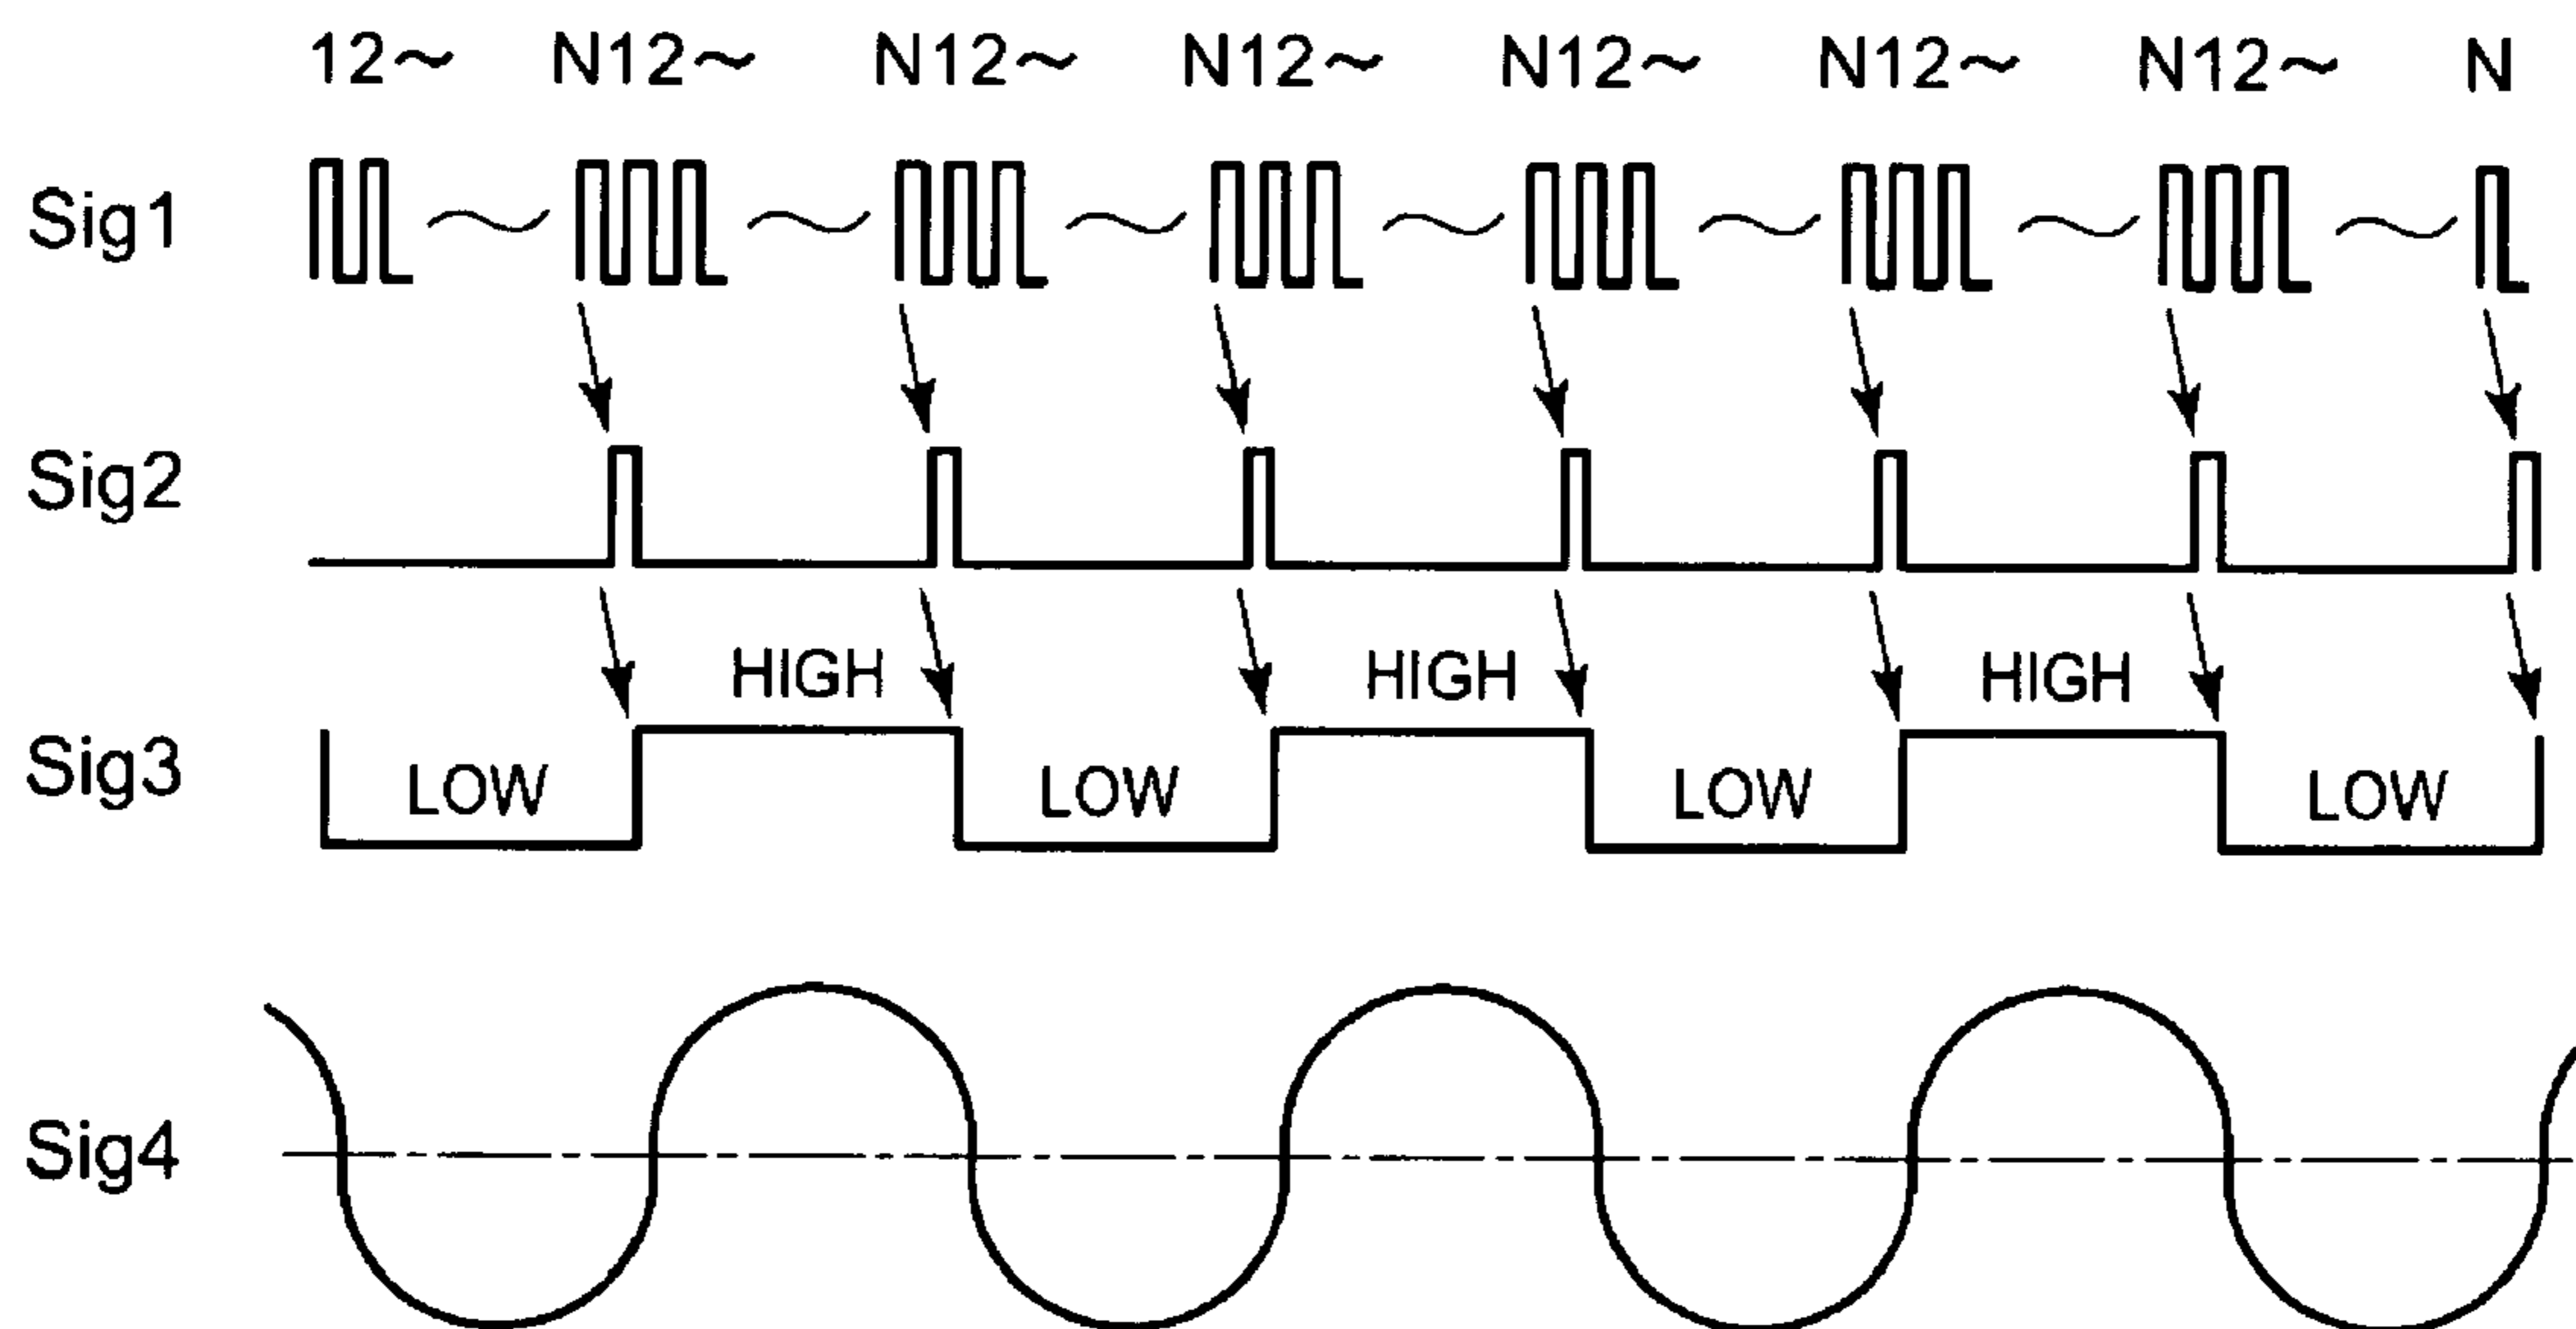 12~ N12~ N12~ N12~ N12~ N12~ N12~ N
Sig1
Sig2
HIGH HIGH HIGH
Sig3
LOW LOW LOW LOW
Sig4